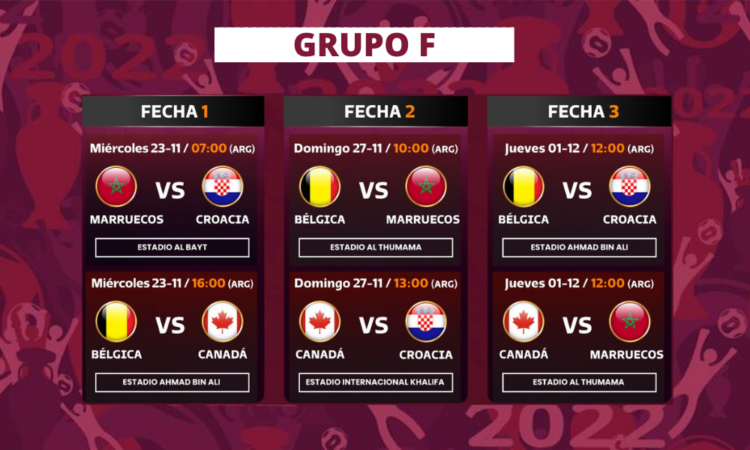 2022
2022
GRUPO F
FECHA 1
Miércoles 23-11 / 07:00 (ARG)
VS
MARRUECOS CROACIA
ESTADIO AL BAYT
Miércoles 23-11 / 16:00 (ARG)
VS
BÉLGICA CANADÁ
ESTADIO AHMAD BIN ALI
FECHA 2
Domingo 27-11 / 10:00 (ARG)
VS
BÉLGICA MARRUECOS
ESTADIO AL THUMAMA
Domingo 27-11 / 13:00 (ARG)
VS
CANADÁ CROACIA
ESTADIO INTERNACIONAL KHALIFA
FECHA 3
Jueves 01-12 / 12:00 (ARG)
VS
BÉLGICA CROACIA
ESTADIO AHMAD BIN ALI
Jueves 01-12 / 12:00 (ARG)
VS
CANADÁ MARRUECOS
ESTADIO AL THUMAMA
2022